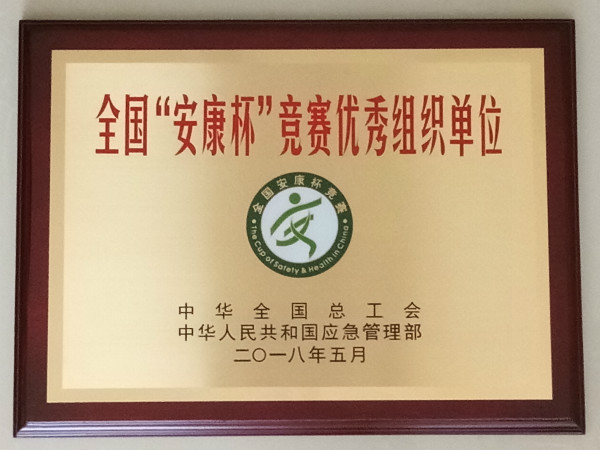 全国“安康杯”竞赛优秀组织单位
全国安康杯竞赛
The Cup of Safety & Health in China
中华全国总工会
中华人民共和国应急管理部
二〇一八年五月